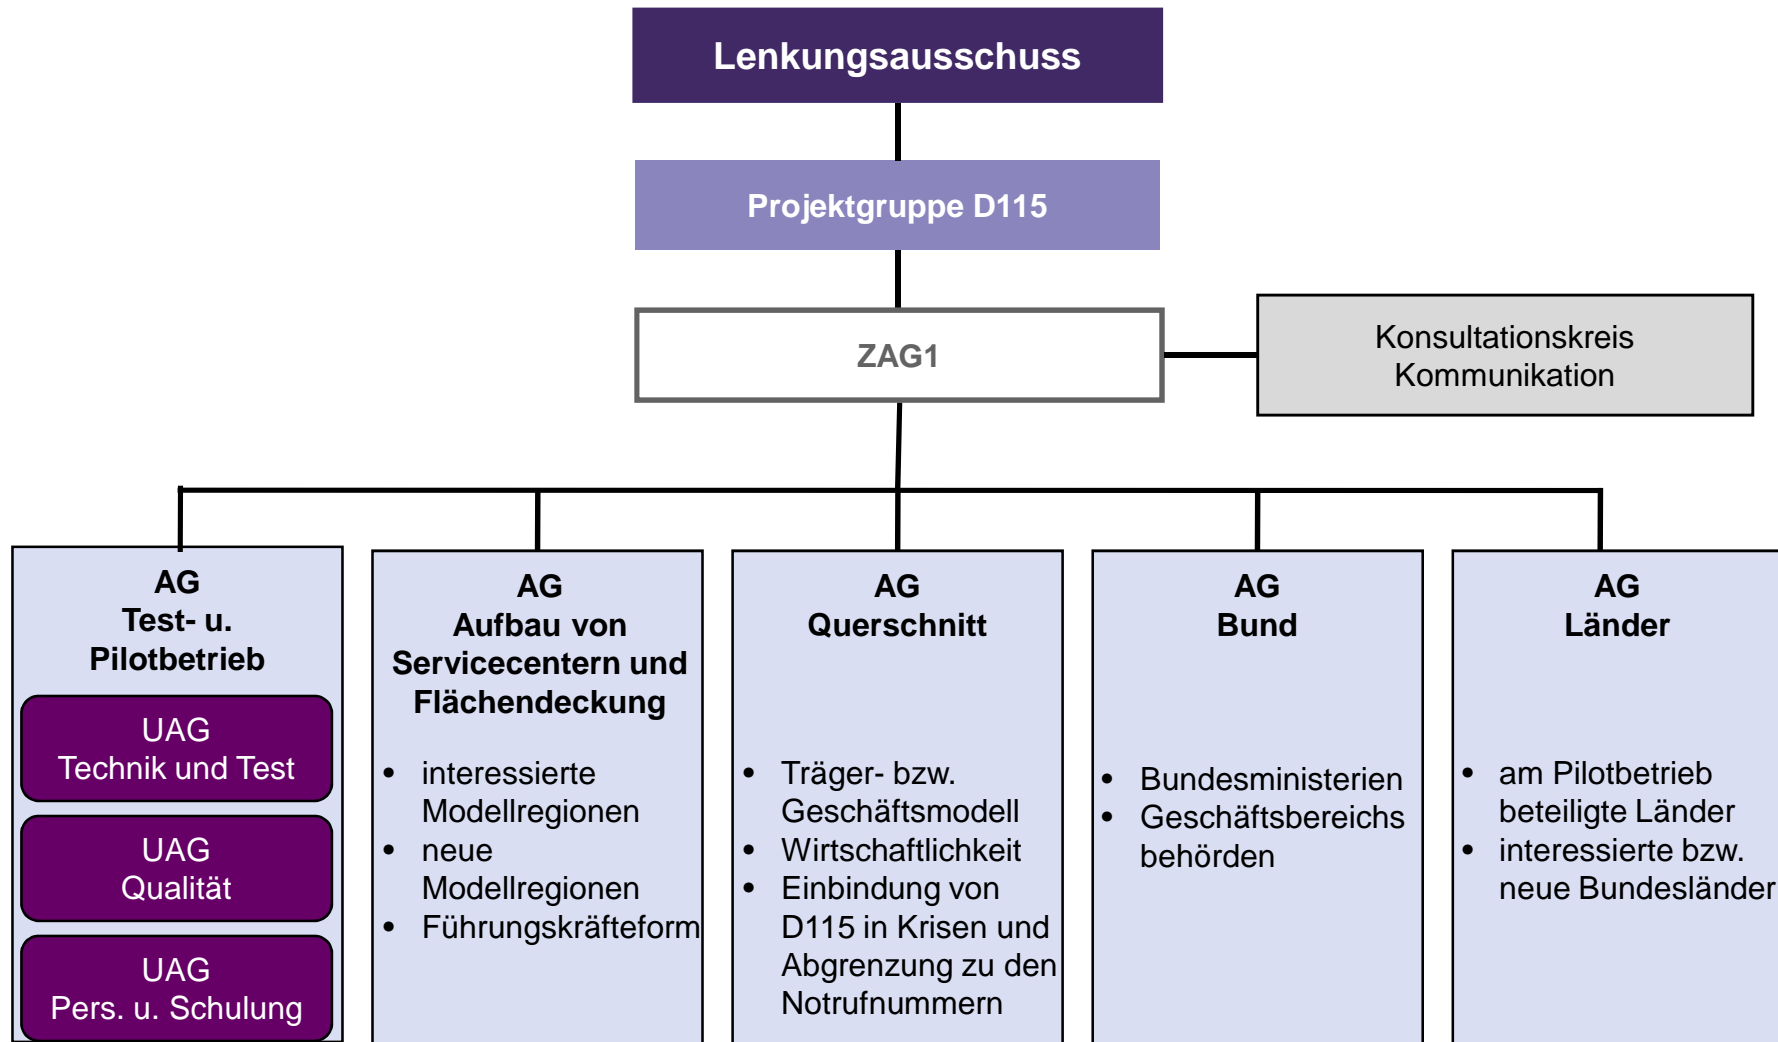 Lenkungsausschuss
Projektgruppe D115
ZAG1
Konsultationskreis
Kommunikation
AG
Test- u.
Pilotbetrieb
UAG
Technik und Test
UAG
Qualität
UAG
Pers. u. Schulung
AG
Aufbau von
Servicecentern und
Flächendeckung
• interessierte
Modellregionen
• neue
Modellregionen
• Führungskräfteform
AG
Querschnitt
• Träger- bzw.
Geschäftsmodell
• Wirtschaftlichkeit
• Einbindung von
D115 in Krisen und
Abgrenzung zu den
Notrufnummern
AG
Bund
• Bundesministerien
• Geschäftsbereichs
behörden
AG
Länder
• am Pilotbetrieb
beteiligte Länder
• interessierte bzw.
neue Bundesländer